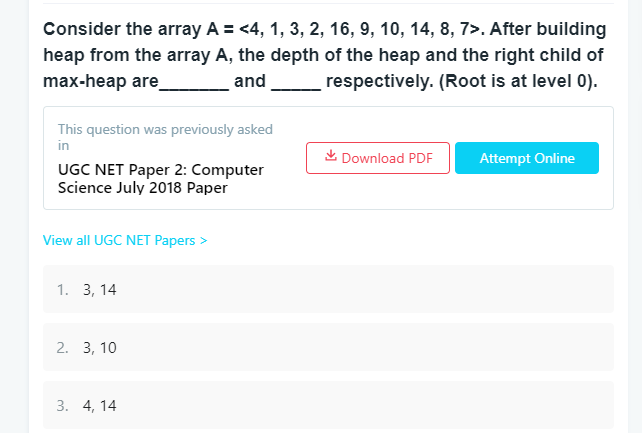 Consider the array A = <4, 1, 3, 2, 16, 9, 10, 14, 8, 7>. After building
heap from the array A, the depth of the heap and the right child of
max-heap are_______ and _____ respectively. (Root is at level 0).
This question was previously asked
in
UGC NET Paper 2: Computer
Science July 2018 Paper
Download PDF
Attempt Online
View all UGC NET Papers >
1. 3, 14
2. 3, 10
3. 4, 14